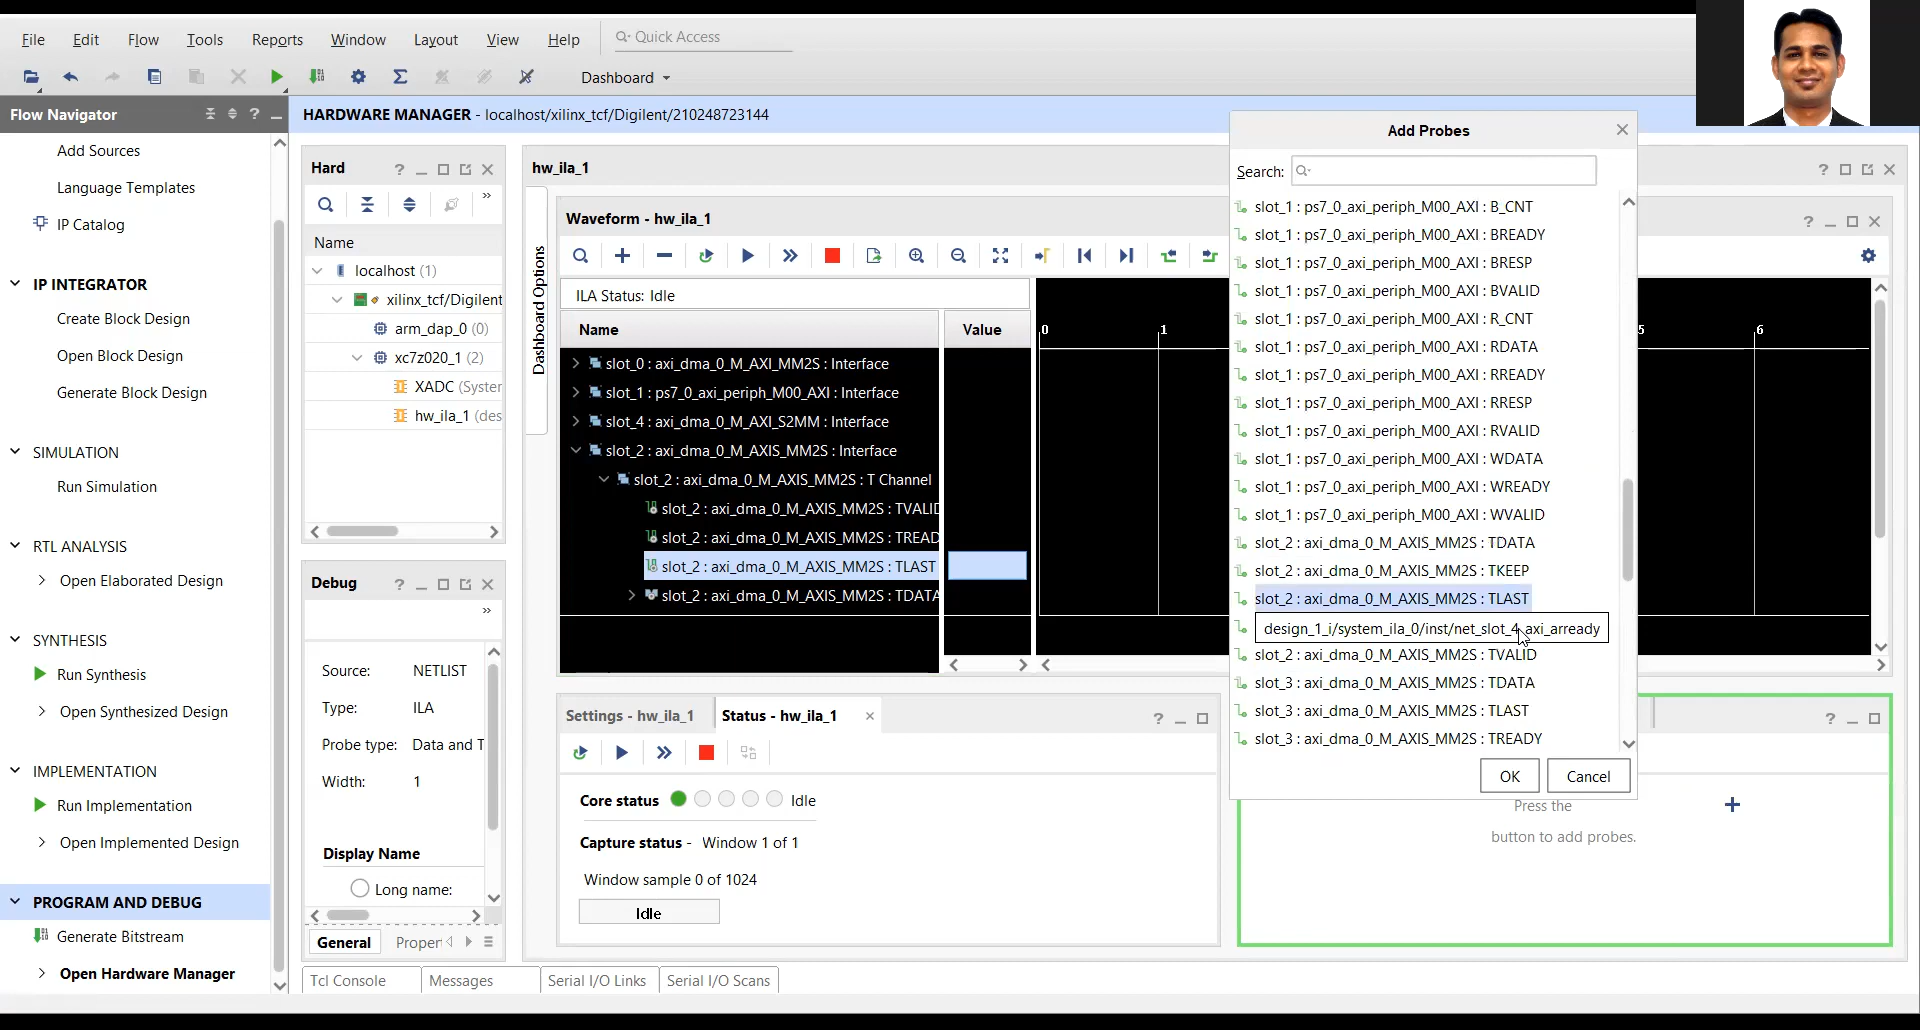 File Edit Flow Tools Reports Window Layout View Help Quick Access
Dashboard
Flow Navigator
HARDWARE MANAGER - localhost/xilinx_tcf/Digilent/210248723144
Add Sources
Language Templates
IP Catalog
IP INTEGRATOR
Create Block Design
Open Block Design
Generate Block Design
SIMULATION
Run Simulation
RTL ANALYSIS
Open Elaborated Design
SYNTHESIS
Run Synthesis
Open Synthesized Design
IMPLEMENTATION
Run Implementation
Open Implemented Design
PROGRAM AND DEBUG
Generate Bitstream
Open Hardware Manager
Hard
Name
localhost (1)
xilinx_tcf/Digilent
arm_dap_0 (0)
xc7z020_1 (2)
XADC (Syster
hw_ila_1 (des
Debug
Source: NETLIST
Type: ILA
Probe type: Data and T
Width: 1
Display Name
Long name:
General Proper
hw_ila_1
Dashboard Options
Waveform - hw_ila_1
ILA Status: Idle
Name Value
0 1 5 6
slot_0 : axi_dma_0_M_AXI_MM2S : Interface
slot_1 : ps7_0_axi_periph_M00_AXI : Interface
slot_4 : axi_dma_0_M_AXI_S2MM : Interface
slot_2 : axi_dma_0_M_AXIS_MM2S : Interface
slot_2 : axi_dma_0_M_AXIS_MM2S : T Channel
slot_2 : axi_dma_0_M_AXIS_MM2S : TVALID
slot_2 : axi_dma_0_M_AXIS_MM2S : TREAD
slot_2 : axi_dma_0_M_AXIS_MM2S : TLAST
slot_2 : axi_dma_0_M_AXIS_MM2S : TDATA
Settings - hw_ila_1 Status - hw_ila_1
Core status Idle
Capture status - Window 1 of 1
Window sample 0 of 1024
Idle
Tcl Console Messages Serial I/O Links Serial I/O Scans
Add Probes
Search:
slot_1 : ps7_0_axi_periph_M00_AXI : B_CNT
slot_1 : ps7_0_axi_periph_M00_AXI : BREADY
slot_1 : ps7_0_axi_periph_M00_AXI : BRESP
slot_1 : ps7_0_axi_periph_M00_AXI : BVALID
slot_1 : ps7_0_axi_periph_M00_AXI : R_CNT
slot_1 : ps7_0_axi_periph_M00_AXI : RDATA
slot_1 : ps7_0_axi_periph_M00_AXI : RREADY
slot_1 : ps7_0_axi_periph_M00_AXI : RRESP
slot_1 : ps7_0_axi_periph_M00_AXI : RVALID
slot_1 : ps7_0_axi_periph_M00_AXI : WDATA
slot_1 : ps7_0_axi_periph_M00_AXI : WREADY
slot_1 : ps7_0_axi_periph_M00_AXI : WVALID
slot_2 : axi_dma_0_M_AXIS_MM2S : TDATA
slot_2 : axi_dma_0_M_AXIS_MM2S : TKEEP
slot_2 : axi_dma_0_M_AXIS_MM2S : TLAST
design_1_i/system_ila_0/inst/net_slot_4_axi_arready
slot_2 : axi_dma_0_M_AXIS_MM2S : TVALID
slot_3 : axi_dma_0_M_AXIS_MM2S : TDATA
slot_3 : axi_dma_0_M_AXIS_MM2S : TLAST
slot_3 : axi_dma_0_M_AXIS_MM2S : TREADY
OK Cancel
Press the
button to add probes.